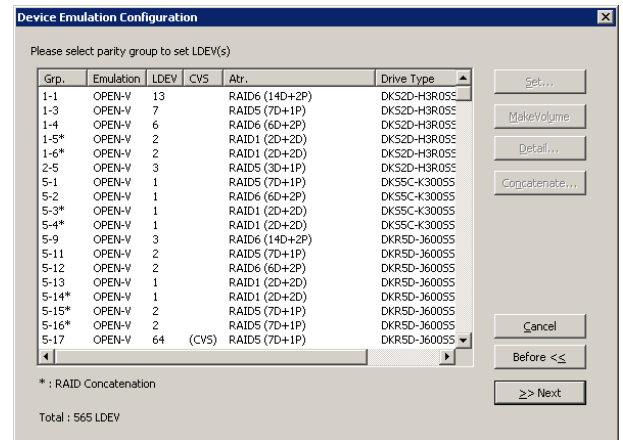 Device Emulation Configuration
Please select parity group to set LDEV(s)
Grp. Emulation LDEV CVS Atr. Drive Type
1-1 OPEN-V 13 RAID6 (14D+2P) DKS2D-H3R0SS
1-3 OPEN-V 7 RAID5 (7D+1P) DKS2D-H3R0SS
1-4 OPEN-V 6 RAID6 (6D+2P) DKS2D-H3R0SS
1-5* OPEN-V 2 RAID1 (2D+2D) DKS2D-H3R0SS
1-6* OPEN-V 2 RAID1 (2D+2D) DKS2D-H3R0SS
2-5 OPEN-V 3 RAID5 (3D+1P) DKS2D-H3R0SS
5-1 OPEN-V 1 RAID5 (7D+1P) DKS5C-K300SS
5-2 OPEN-V 1 RAID6 (6D+2P) DKS5C-K300SS
5-3* OPEN-V 1 RAID1 (2D+2D) DKS5C-K300SS
5-4* OPEN-V 1 RAID1 (2D+2D) DKS5C-K300SS
5-9 OPEN-V 3 RAID6 (14D+2P) DKR5D-J600SS
5-11 OPEN-V 2 RAID5 (7D+1P) DKR5D-J600SS
5-12 OPEN-V 2 RAID6 (6D+2P) DKR5D-J600SS
5-13 OPEN-V 1 RAID1 (2D+2D) DKR5D-J600SS
5-14* OPEN-V 1 RAID1 (2D+2D) DKR5D-J600SS
5-15* OPEN-V 2 RAID5 (7D+1P) DKR5D-J600SS
5-16* OPEN-V 2 RAID5 (7D+1P) DKR5D-J600SS
5-17 OPEN-V 64 (CVS) RAID5 (7D+1P) DKR5D-J600SS
* : RAID Concatenation
Total : 565 LDEV
Set...
MakeVolume
Detail...
Concatenate...
Cancel
Before <<
>> Next